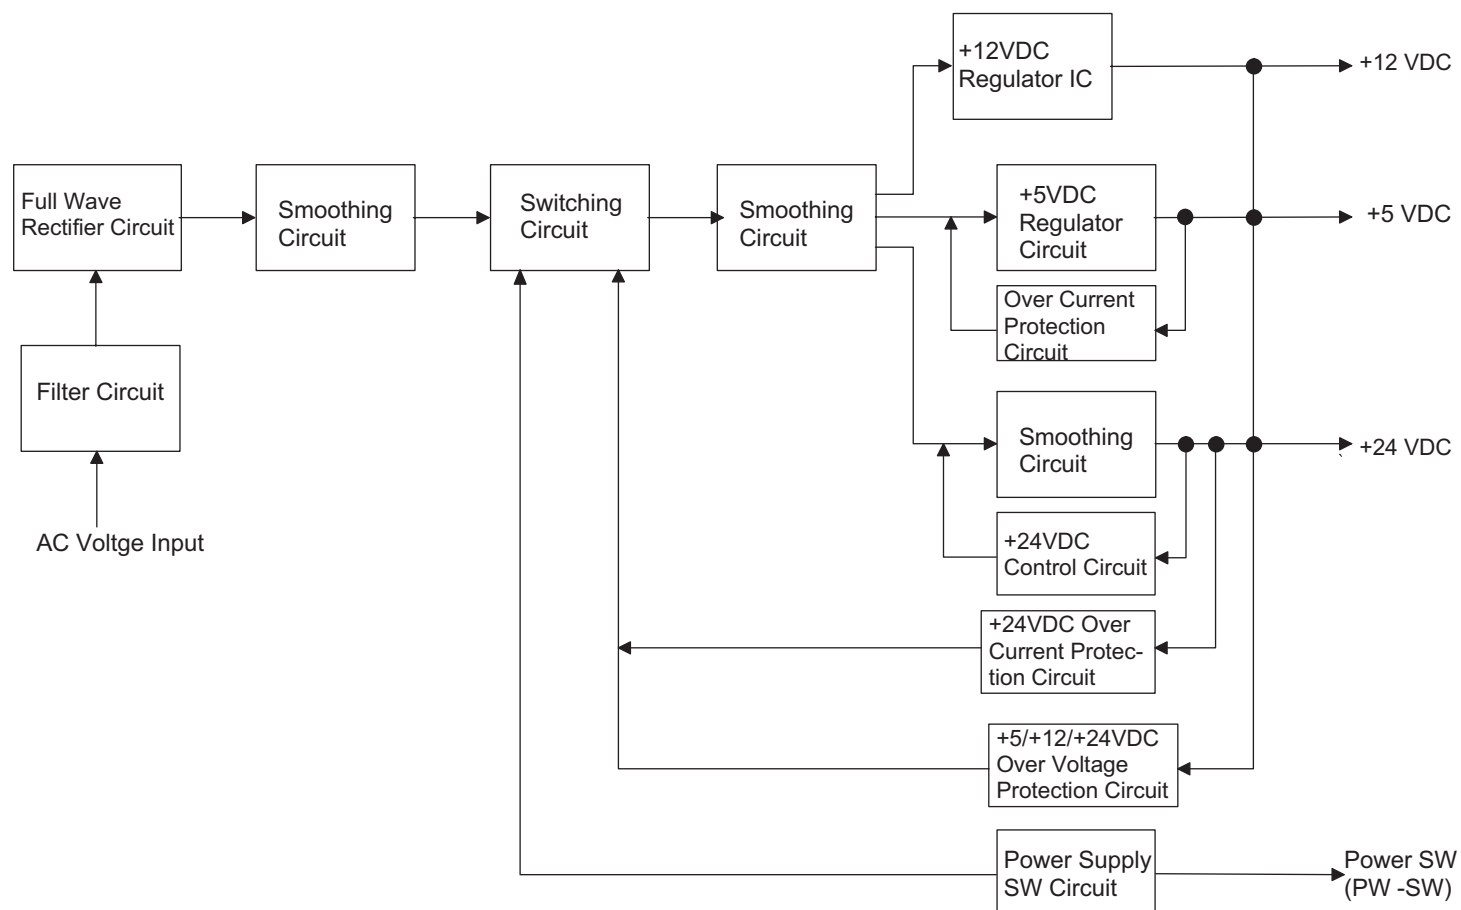 +12VDC
Regulator IC
+12 VDC
Full Wave
Rectifier Circuit
Smoothing
Circuit
Switching
Circuit
Smoothing
Circuit
+5VDC
Regulator
Circuit
+5 VDC
Over Current
Protection
Circuit
Filter Circuit
Smoothing
Circuit
+24 VDC
AC Voltge Input
+24VDC
Control Circuit
+24VDC Over
Current Protec-
tion Circuit
+5/+12/+24VDC
Over Voltage
Protection Circuit
Power Supply
SW Circuit
Power SW
(PW -SW)